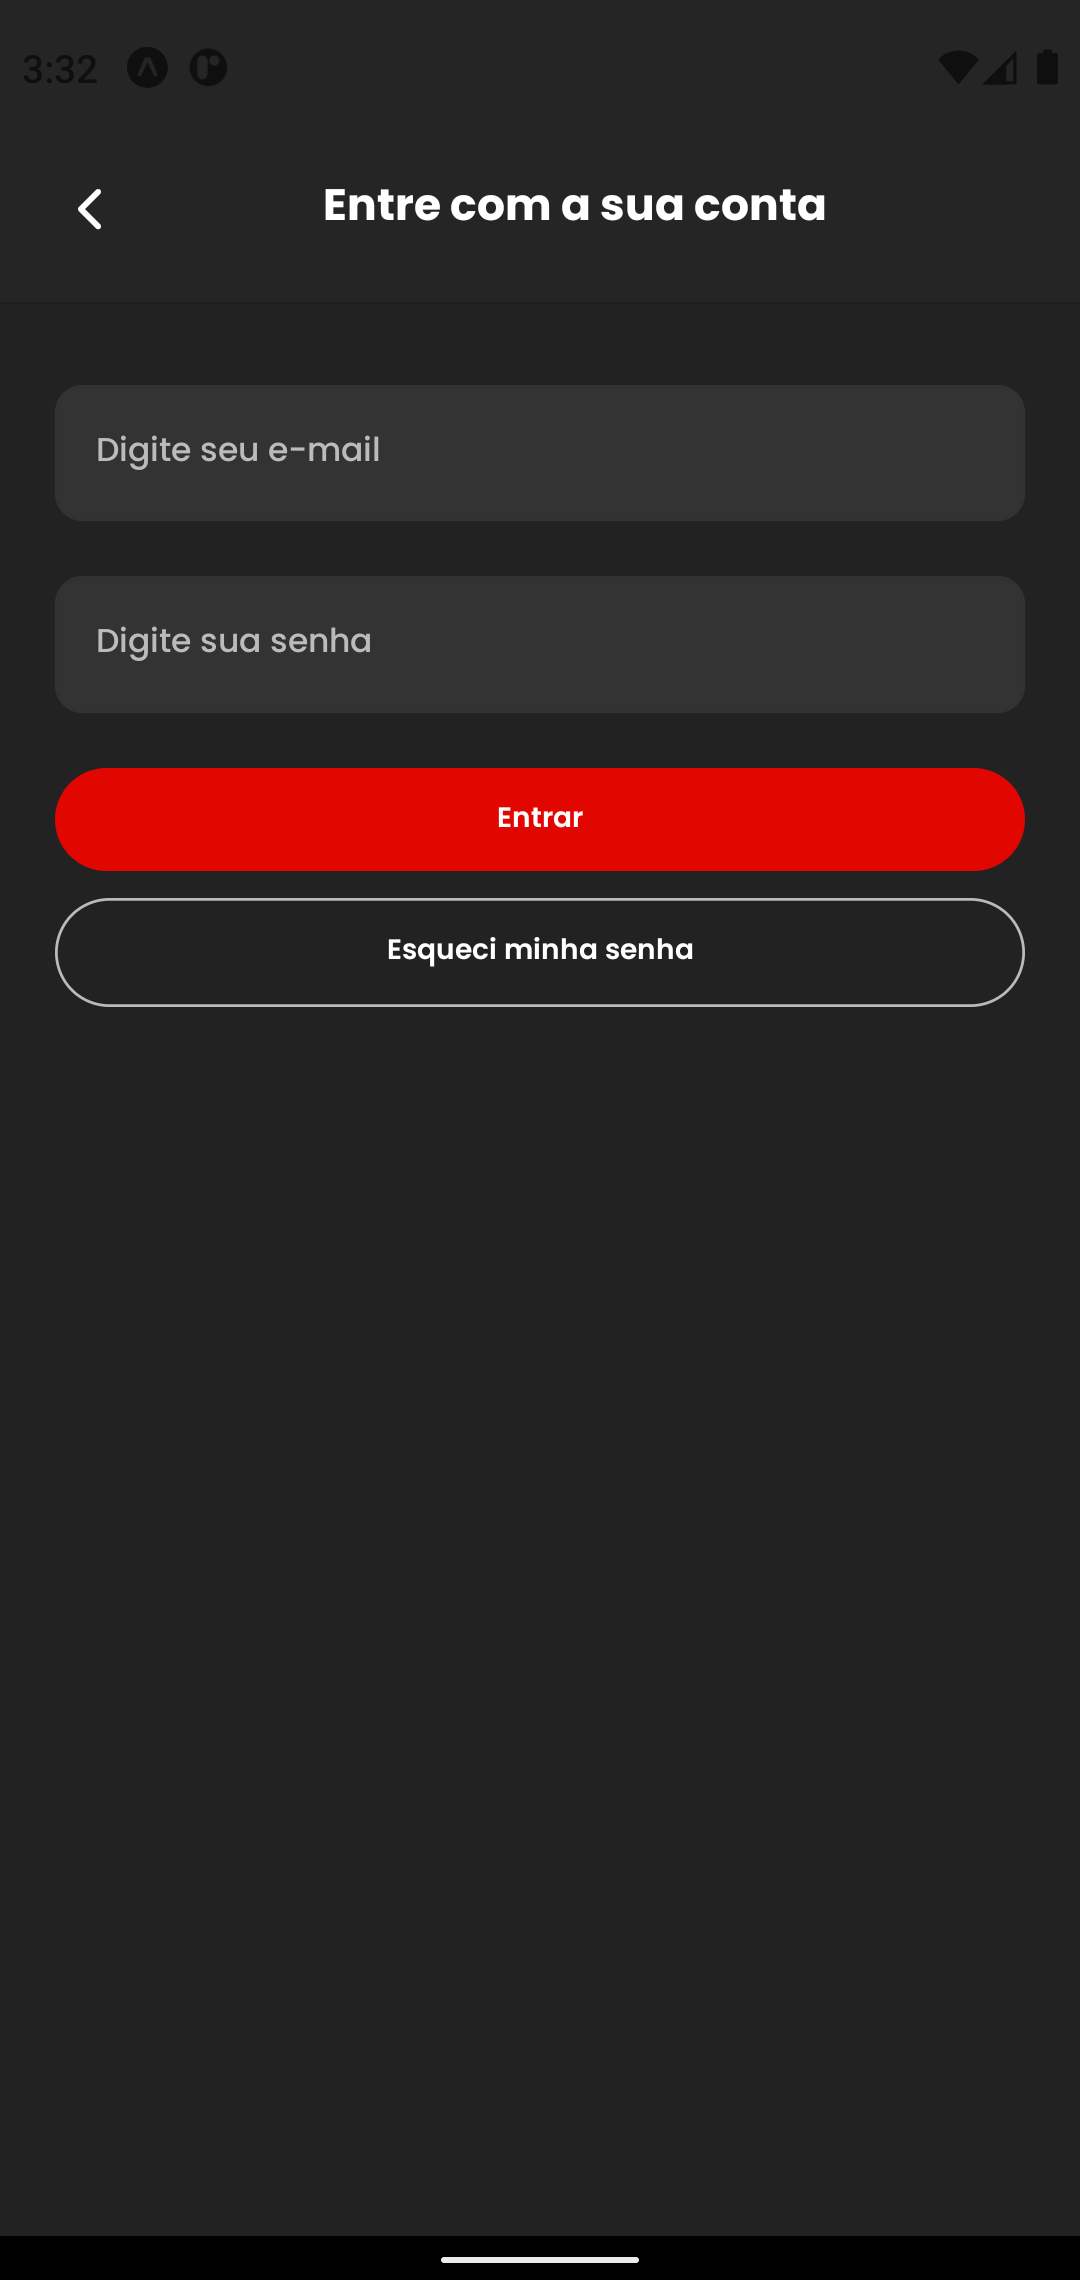 3:32
Entre com a sua conta
Digite seu e-mail
Digite sua senha
Entrar
Esqueci minha senha